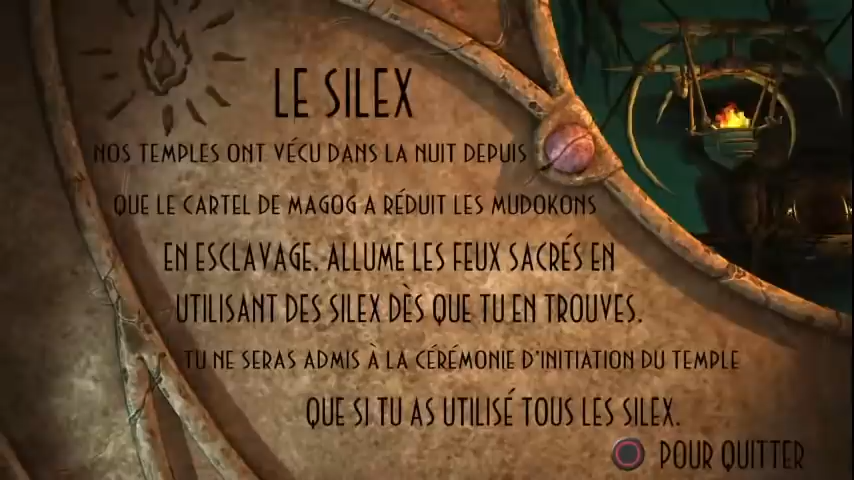 LE SILEX
NOS TEMPLES ONT VÉCU DANS LA NUIT DEPUIS
QUE LE CARTEL DE MAGOG A RÉDUIT LES MUDOKONS
EN ESCLAVAGE. ALLUME LES FEUX SACRÉS EN
UTILISANT DES SILEX DÈS QUE TU EN TROUVES.
TU NE SERAS ADMIS À LA CÉRÉMONIE D'INITIATION DU TEMPLE
QUE SI TU AS UTILISÉ TOUS LES SILEX.
POUR QUITTER